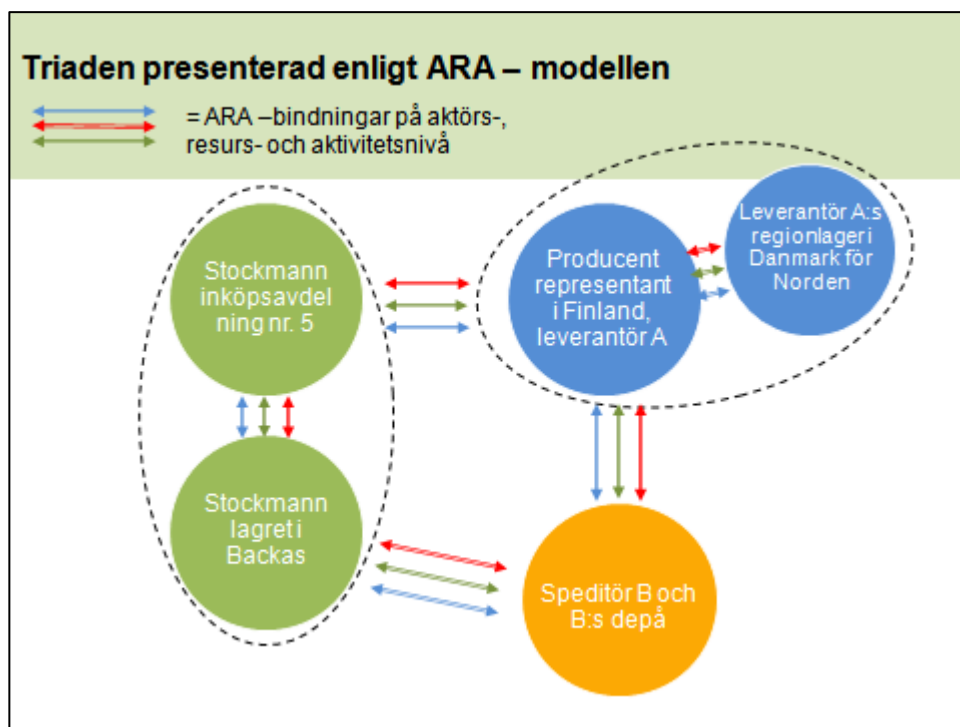 Triaden presenterad enligt ARA – modellen
= ARA –bindningar på aktörs-,
resurs- och aktivitetsnivå
Stockmann
inköpsavdel
ning nr. 5
Producent
representant
i Finland,
leverantör A
Leverantör A:s
regionlager i
Danmark för
Norden
Stockmann
lagret i
Backas
Speditör B och
B:s depå